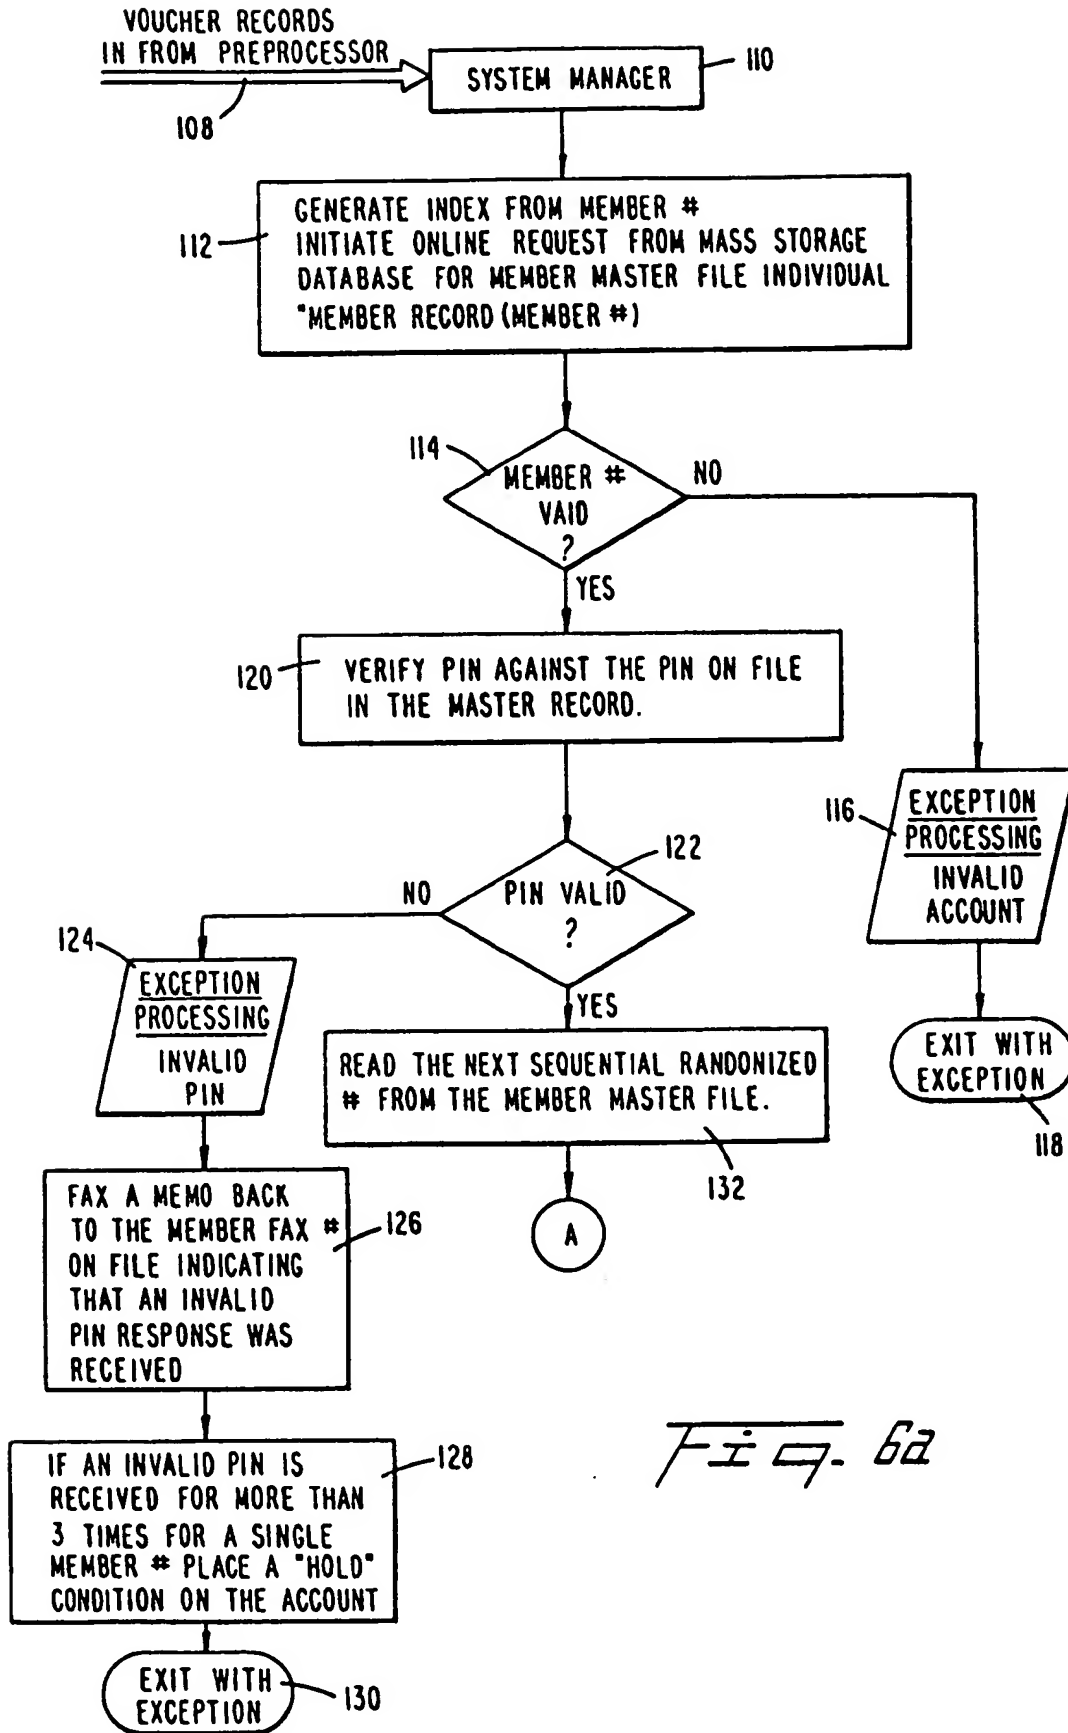 VOUCHER RECORDS
IN FROM PREPROCESSOR
108
SYSTEM MANAGER
110
112
GENERATE INDEX FROM MEMBER #
INITIATE ONLINE REQUEST FROM MASS STORAGE
DATABASE FOR MEMBER MASTER FILE INDIVIDUAL
"MEMBER RECORD (MEMBER #)
114
MEMBER #
VAID
?
NO
YES
120
VERIFY PIN AGAINST THE PIN ON FILE
IN THE MASTER RECORD.
116
EXCEPTION
PROCESSING
INVALID
ACCOUNT
122
PIN VALID
?
NO
YES
124
EXCEPTION
PROCESSING
INVALID
PIN
READ THE NEXT SEQUENTIAL RANDONIZED
# FROM THE MEMBER MASTER FILE.
132
EXIT WITH
EXCEPTION
118
A
FAX A MEMO BACK
TO THE MEMBER FAX #
ON FILE INDICATING
THAT AN INVALID
PIN RESPONSE WAS
RECEIVED
126
IF AN INVALID PIN IS
RECEIVED FOR MORE THAN
3 TIMES FOR A SINGLE
MEMBER # PLACE A "HOLD"
CONDITION ON THE ACCOUNT
128
EXIT WITH
EXCEPTION
130
Fig. 6a